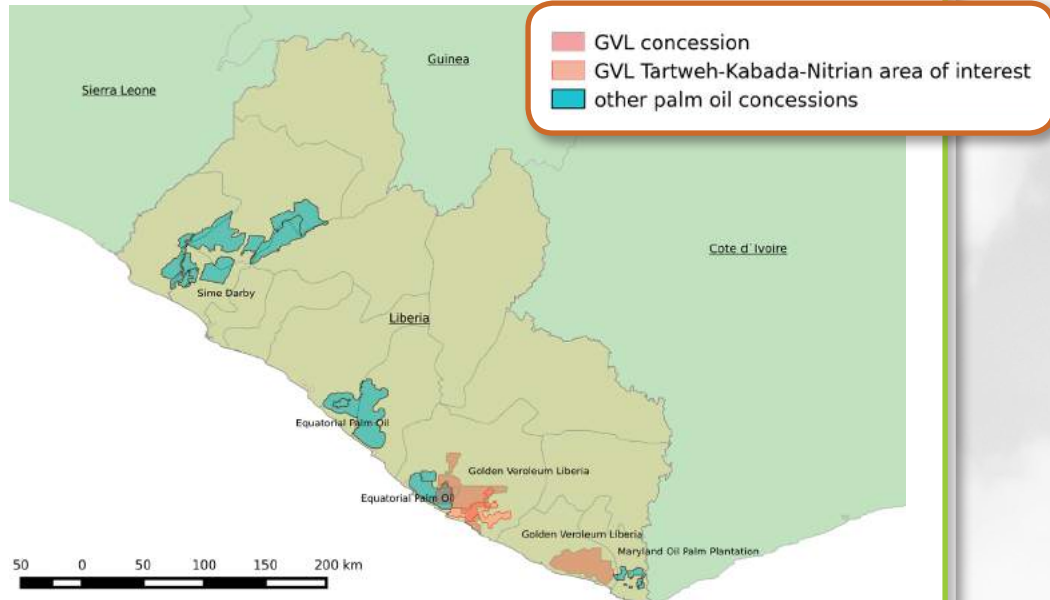 GVL concession
GVL Tartweh-Kabada-Nitrian area of interest
other palm oil concessions
Guinea
Sierra Leone
Cote d`Ivoire
Sime Darby
Liberia
Equatorial Palm Oil
Golden Veroleum Liberia
Equatorial Palm Oil
Golden Veroleum Liberia
Maryland Oil Palm Plantation
50 0 50 100 150 200 km